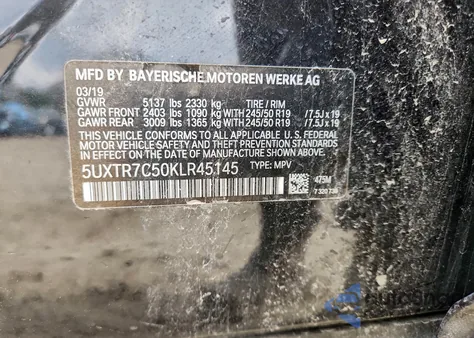 MFD BY BAYERISCHE MOTOREN WERKE AG
03/19
GVWR 5137 lbs 2330 kg TIRE / RIM
GAWR FRONT 2403 lbs 1090 kg WITH 245/50 R19 /7.5J x 19
GAWR REAR 3009 lbs 1365 kg WITH 245/50 R19 /7.5J x 19
THIS VEHICLE CONFORMS TO ALL APPLICABLE U.S. FEDERAL
MOTOR VEHICLE SAFETY AND THEFT PREVENTION STANDARDS IN
EFFECT ON THE DATE OF MANUFACTURE SHOWN ABOVE.
5UXTR7C50KLR45145 TYPE: MPV
475M
7 320 736